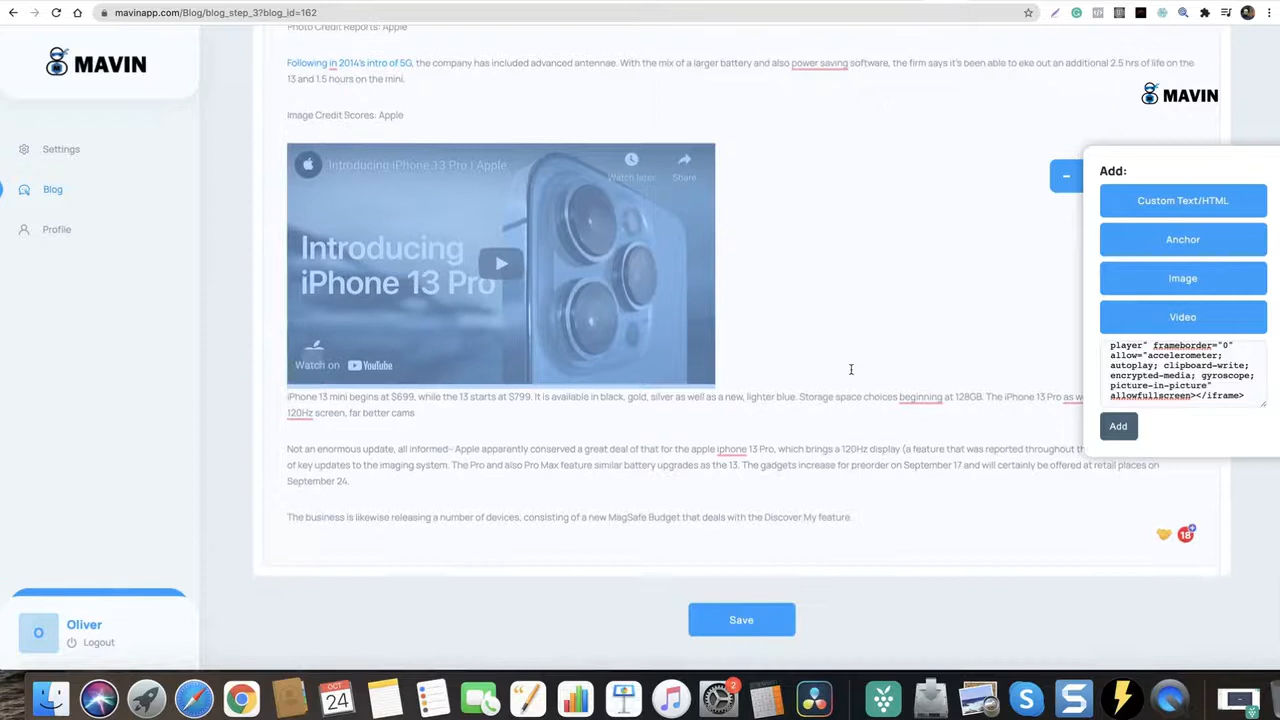 mavinapp.com/Blog/blog_step_3?blog_id=162
MAVIN
Settings
Blog
Profile
Photo Credit Reports: Apple
Following in 2014's intro of 5G, the company has included advanced antennae. With the mix of a larger battery and also power saving software, the firm says it's been able to eke out an additional 2.5 hrs of life on the
13 and 1.5 hours on the mini.
MAVIN
Image Credit Scores: Apple
Introducing iPhone 13 Pro | Apple
Watch later
Share
Introducing
iPhone 13 Pro
Watch on YouTube
iPhone 13 mini begins at $699, while the 13 starts at $799. It is available in black, gold, silver as well as a new, lighter blue. Storage space choices beginning at 128GB. The iPhone 13 Pro as
120Hz screen, far better cams
Not an enormous update, all informed-- Apple apparently conserved a great deal of that for the apple iphone 13 Pro, which brings a 120Hz display (a feature that was reported throughout
of key updates to the imaging system. The Pro and also Pro Max feature similar battery upgrades as the 13. The gadgets increase for preorder on September 17 and will certainly be offered at retail places on
September 24.
The business is likewise releasing a number of devices, consisting of a new MagSafe Budget that deals with the Discover My feature.
18
Save
Add:
Custom Text/HTML
Anchor
Image
Video
player" frameborder="0"
allow="accelerometer;
autoplay; clipboard-write;
encrypted-media; gyroscope;
picture-in-picture"
allowfullscreen></iframe>
Add
O
Oliver
Logout
OCT
24
2